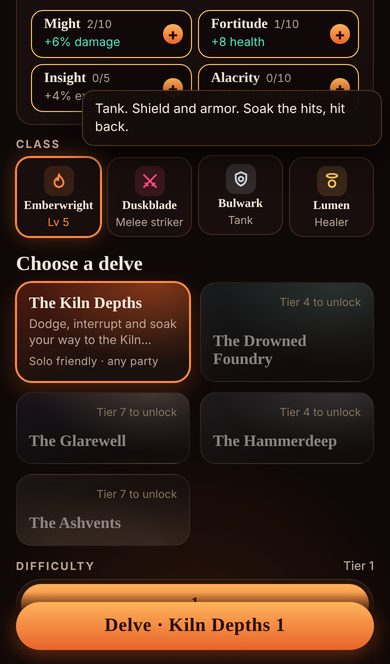 Might 2/10
+6% damage
Fortitude 1/10
+8 health
Insight 0/5
Alacrity 0/10
+4% e
Tank. Shield and armor. Soak the hits, hit
back.
CLASS
Emberwright
Lv 5
Duskblade
Melee striker
Bulwark
Tank
Lumen
Healer
Choose a delve
The Kiln Depths
Dodge, interrupt and soak
your way to the Kiln...
Solo friendly · any party
Tier 4 to unlock
The Drowned
Foundry
Tier 7 to unlock
The Glarewell
Tier 4 to unlock
The Hammerdeep
Tier 7 to unlock
The Ashvents
DIFFICULTY
Tier 1
Delve · Kiln Depths 1